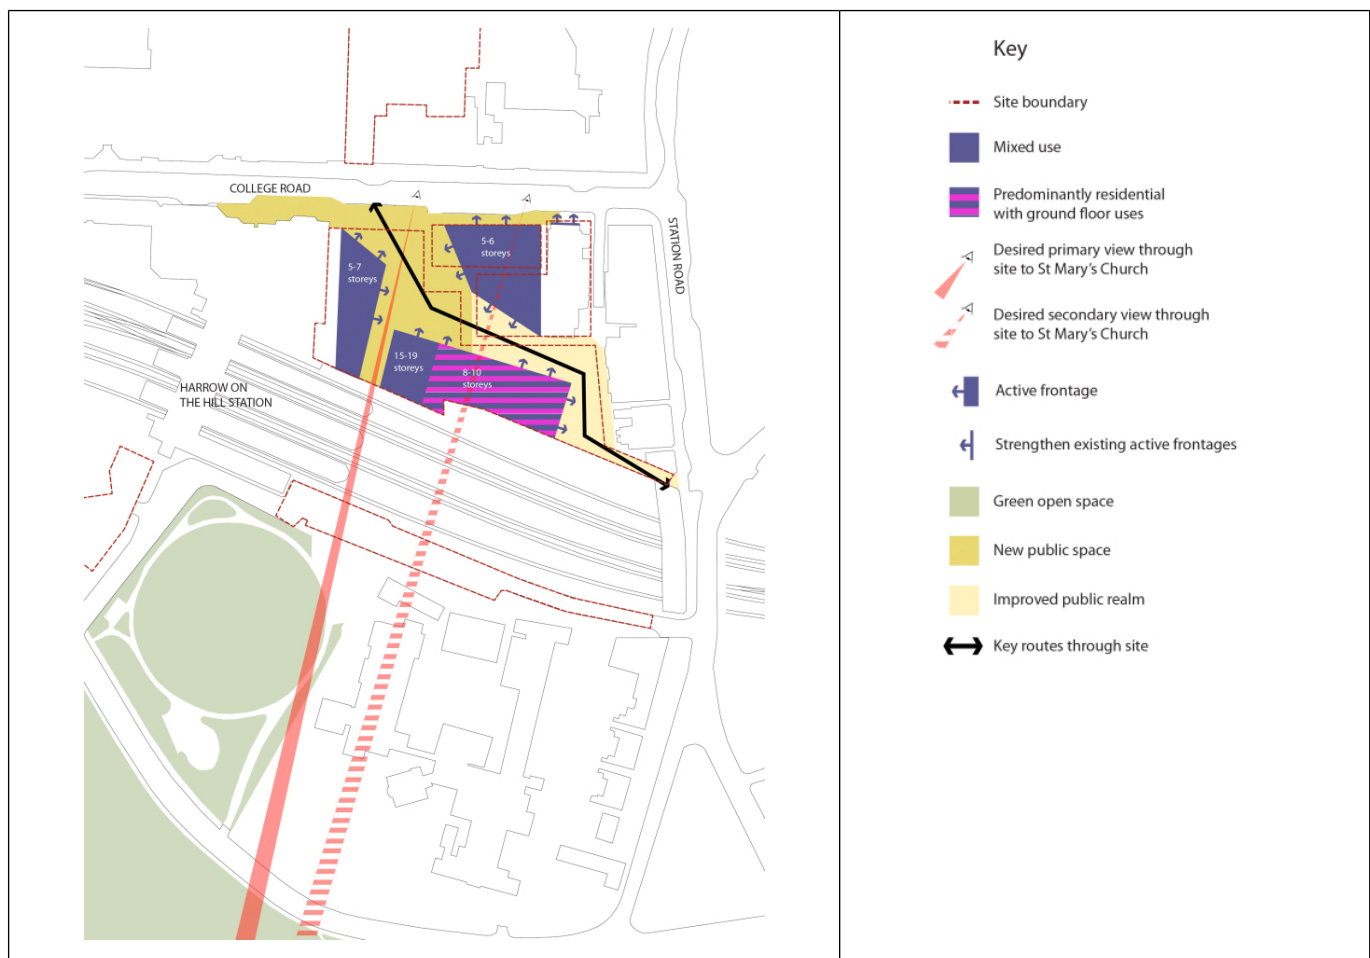 COLLEGE ROAD
STATION ROAD
5-6
storeys
5-7
storeys
15-19
storeys
8-10
storeys
HARROW ON
THE HILL STATION
Key
Site boundary
Mixed use
Predominantly residential
with ground floor uses
Desired primary view through
site to St Mary's Church
Desired secondary view through
site to St Mary's Church
Active frontage
Strengthen existing active frontages
Green open space
New public space
Improved public realm
Key routes through site